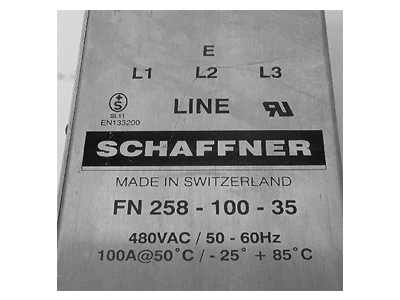 E
L1 L2 L3
LINE
S
SL11
EN133200
SCHAFFNER
MADE IN SWITZERLAND
FN 258 - 100 - 35
480VAC / 50 - 60Hz
100A@50°C / - 25° + 85°C